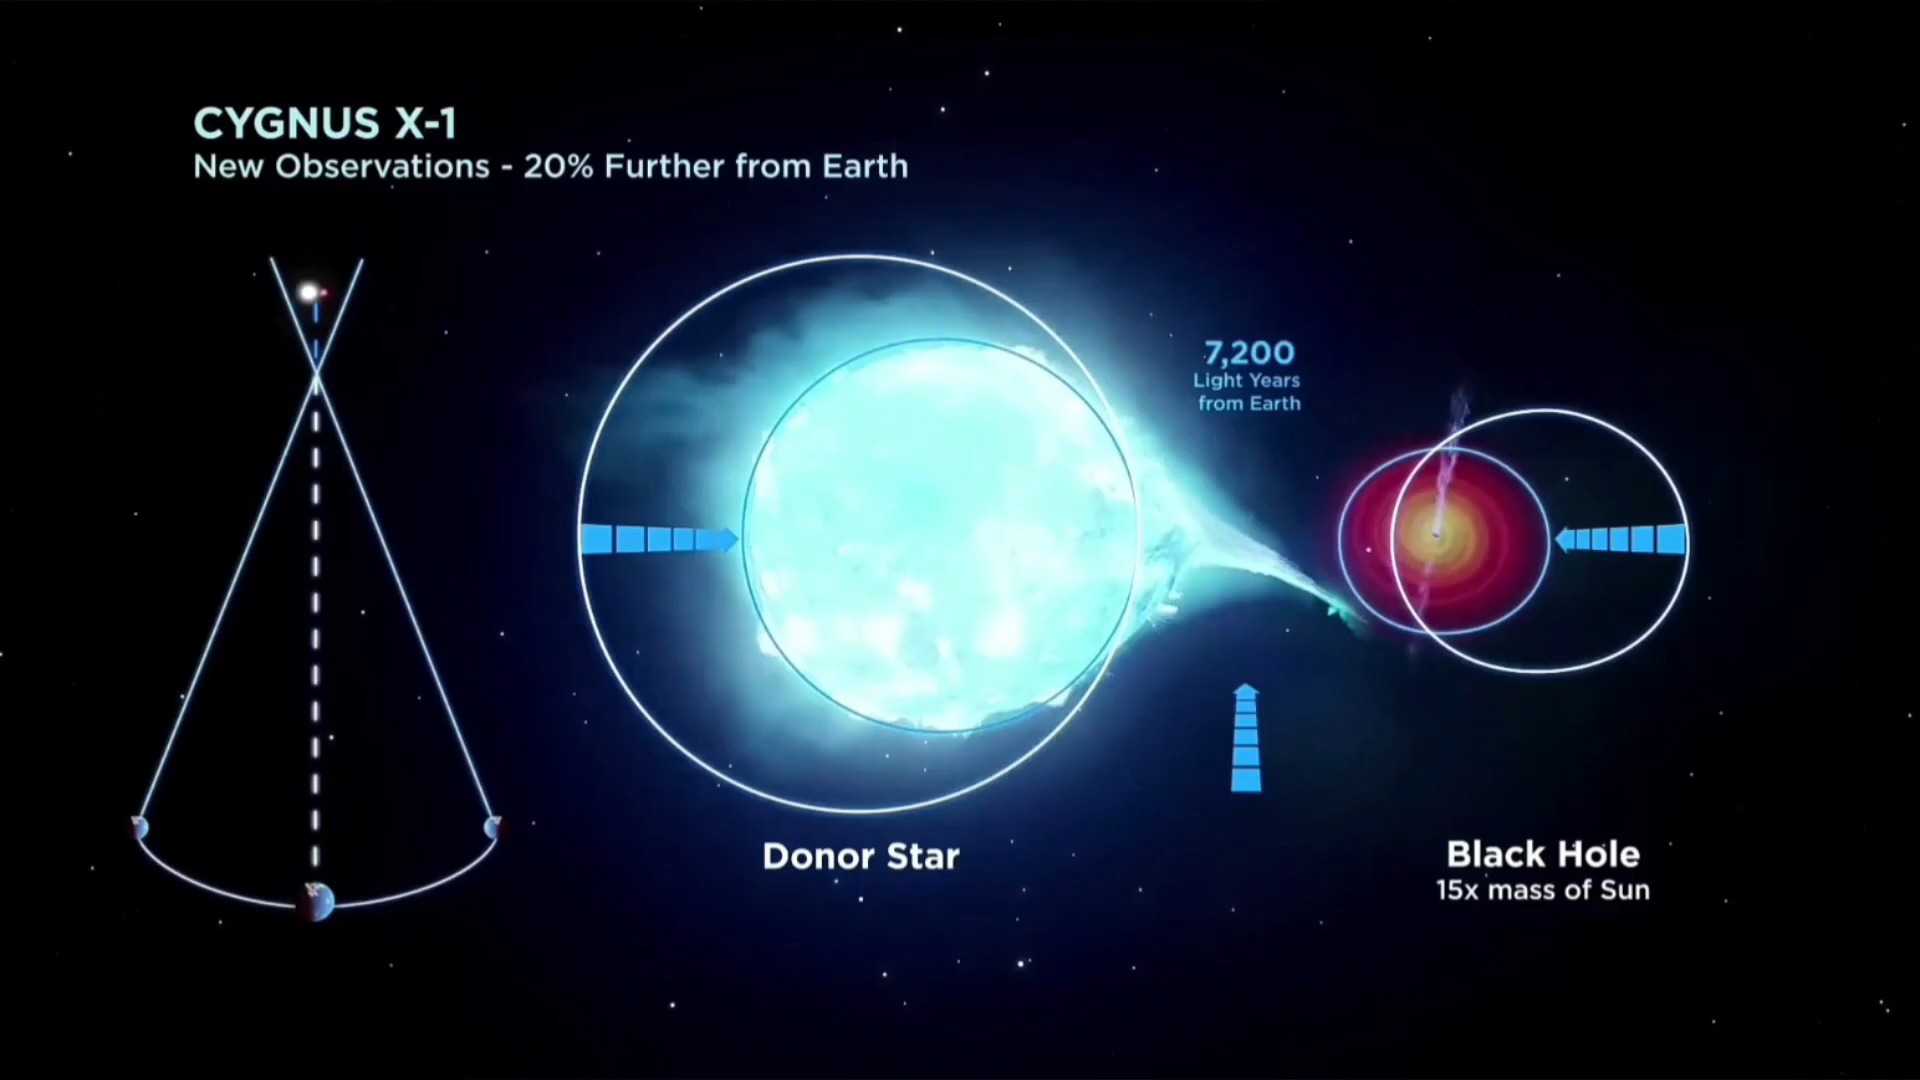 CYGNUS X-1
New Observations - 20% Further from Earth
7,200
Light Years
from Earth
Donor Star
Black Hole
15x mass of Sun